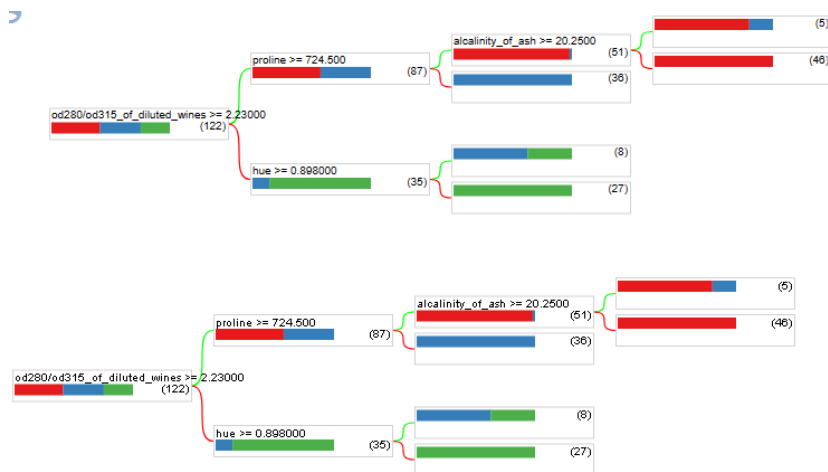 (5)
alcalinity_of_ash >= 20.2500
(51)
proline >= 724.500
(46)
(87)
(36)
od280/od315_of_diluted_wines >= 2.23000
(122)
(8)
hue >= 0.898000
(35)
(27)
(5)
alcalinity_of_ash >= 20.2500
(51)
proline >= 724.500
(46)
(87)
(36)
od280/od315_of_diluted_wines >= 2.23000
(122)
(8)
hue >= 0.898000
(35)
(27)